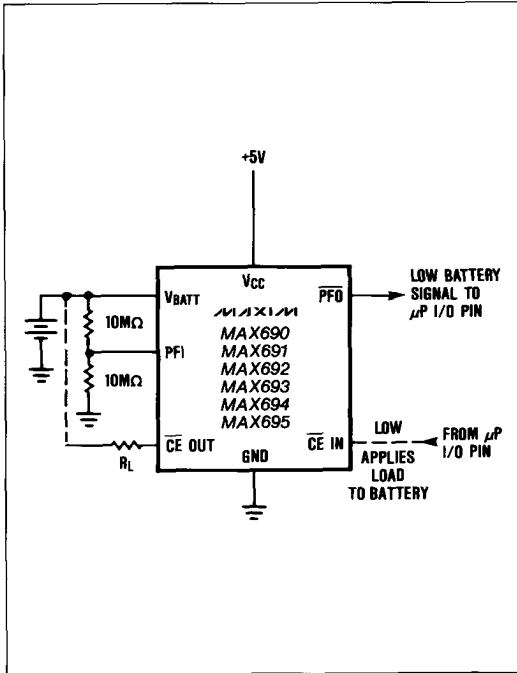 +5V
VCC
VBATT
PFO
LOW BATTERY
SIGNAL TO
μP I/O PIN
10MΩ
MAXIM
MAX690
MAX691
MAX692
MAX693
MAX694
MAX695
PFI
10MΩ
CE OUT
RL
GND
CE IN
LOW
APPLIES
LOAD
TO BATTERY
FROM μP
I/O PIN